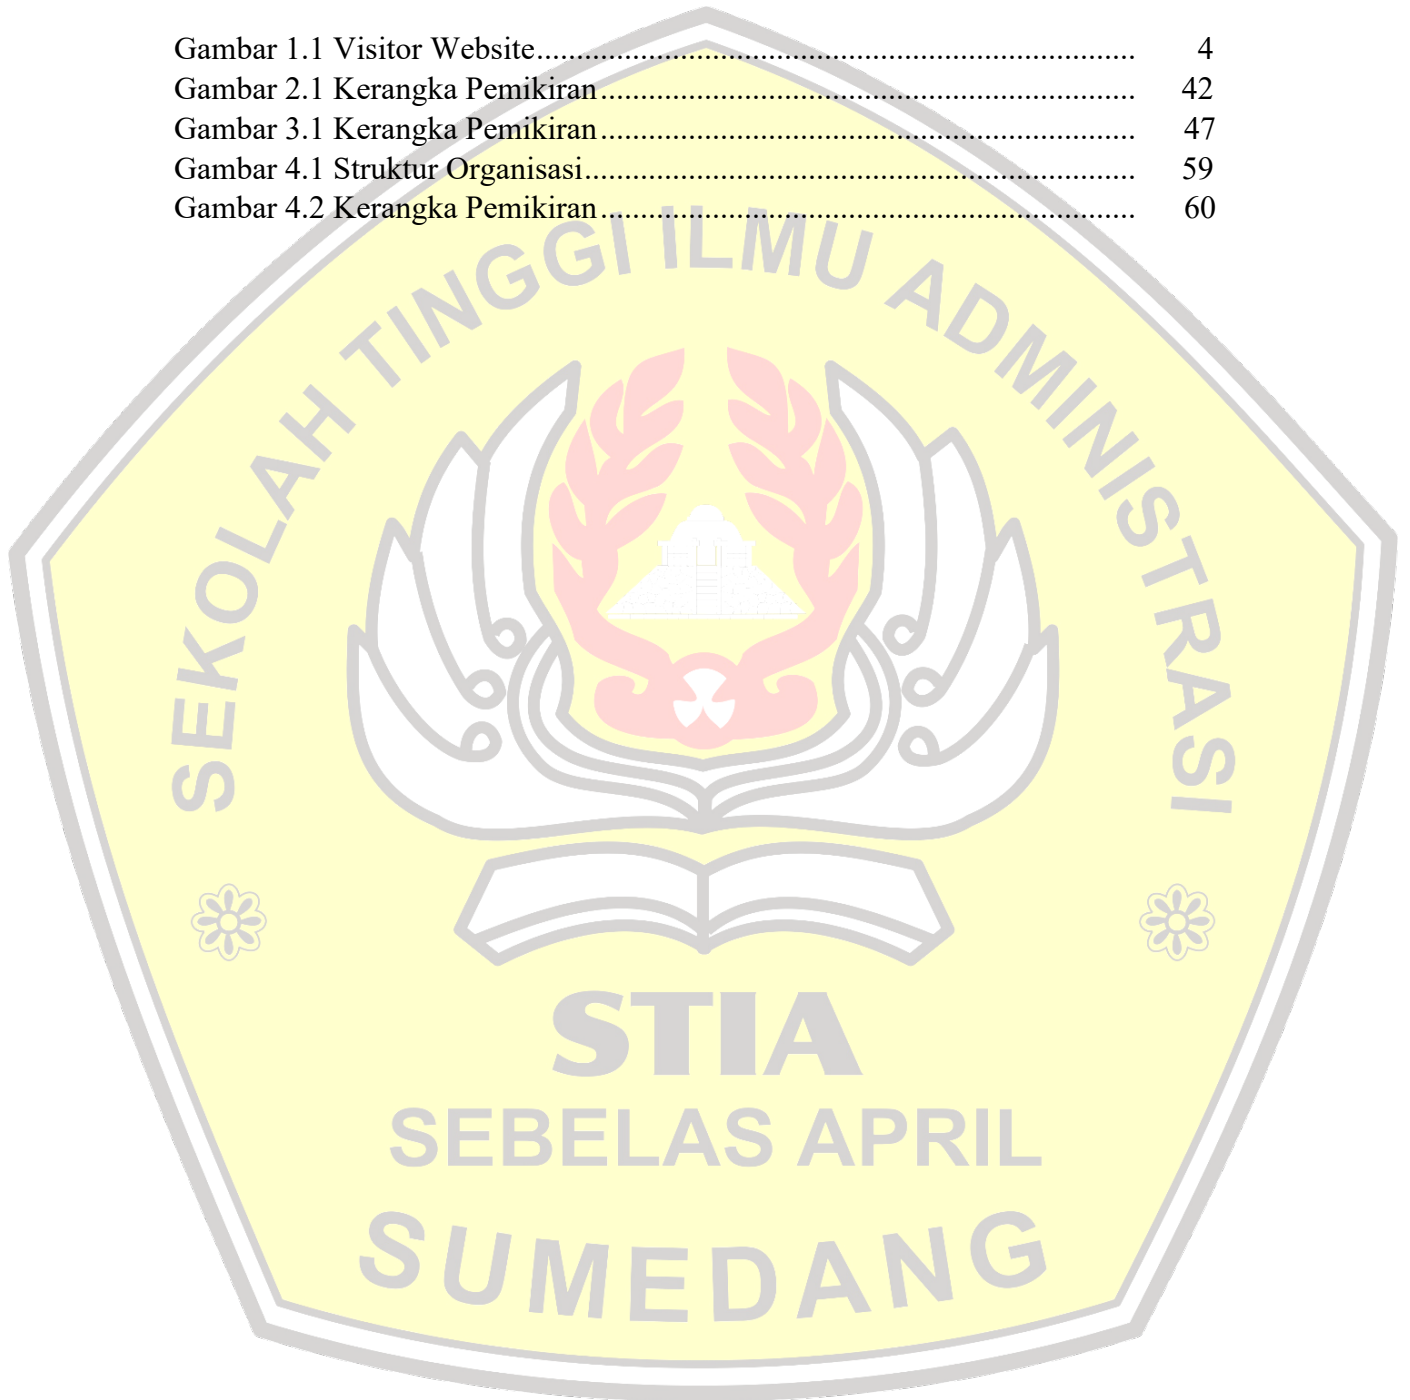 Gambar 1.1 Visitor Website........................................................................... 4
Gambar 2.1 Kerangka Pemikiran................................................................... 42
Gambar 3.1 Kerangka Pemikiran................................................................... 47
Gambar 4.1 Struktur Organisasi..................................................................... 59
Gambar 4.2 Kerangka Pemikiran................................................................... 60
SEKOLAH TINGGI ILMU ADMINISTRASI
STIA
SEBELAS APRIL
SUMEDANG